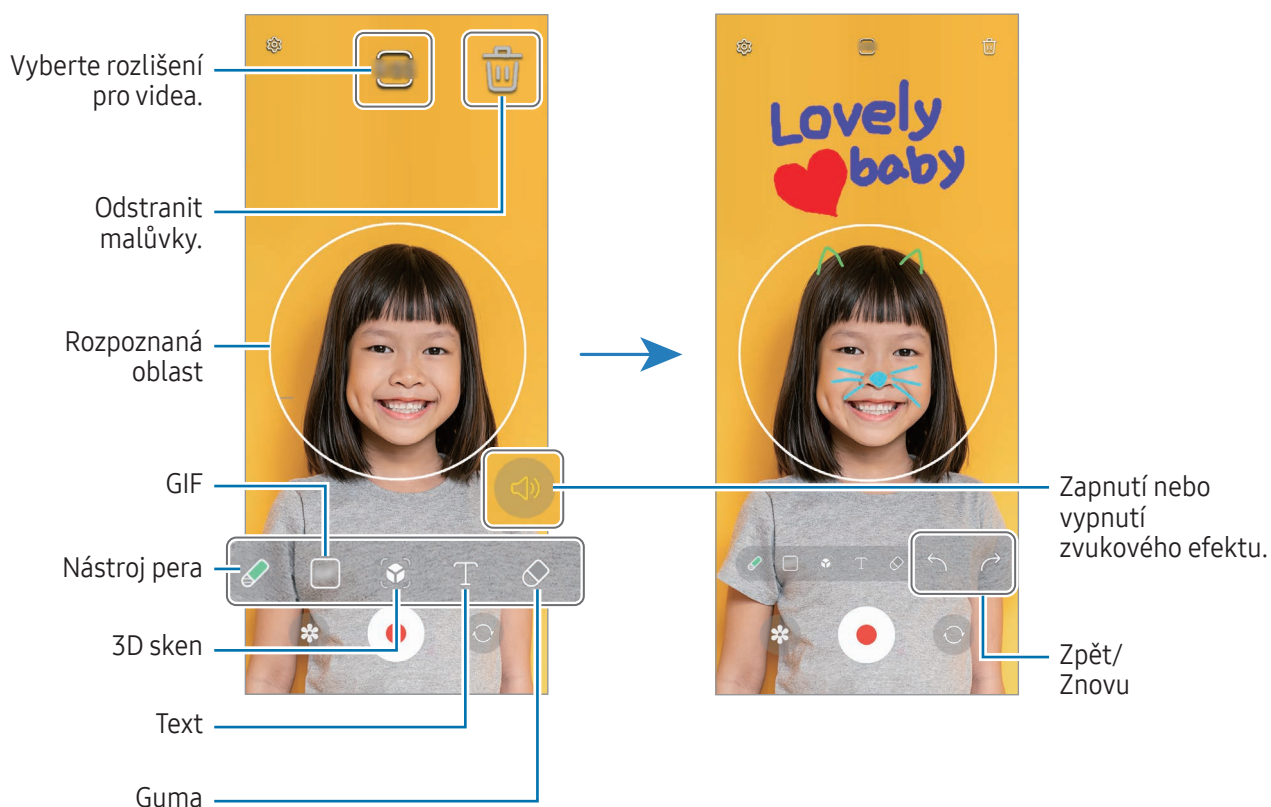 Vyberte rozlišení
pro videa.
Odstranit
malůvky.
Rozpoznaná
oblast
GIF
Nástroj pera
3D sken
Text
Guma
Lovely
baby
Zapnutí nebo
vypnutí
zvukového efektu.
Zpět/
Znovu